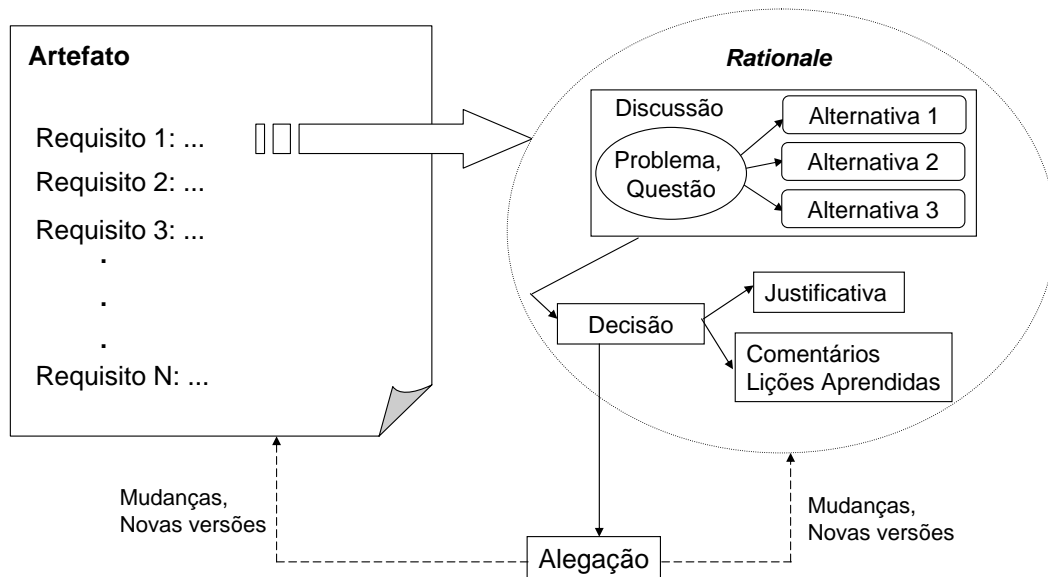 Artefato
Requisito 1: ...
Requisito 2: ...
Requisito 3: ...
.
.
.
Requisito N: ...
Rationale
Discussão
Problema,
Questão
Alternativa 1
Alternativa 2
Alternativa 3
Decisão
Justificativa
Comentários
Lições Aprendidas
Mudanças,
Novas versões
Alegação
Mudanças,
Novas versões